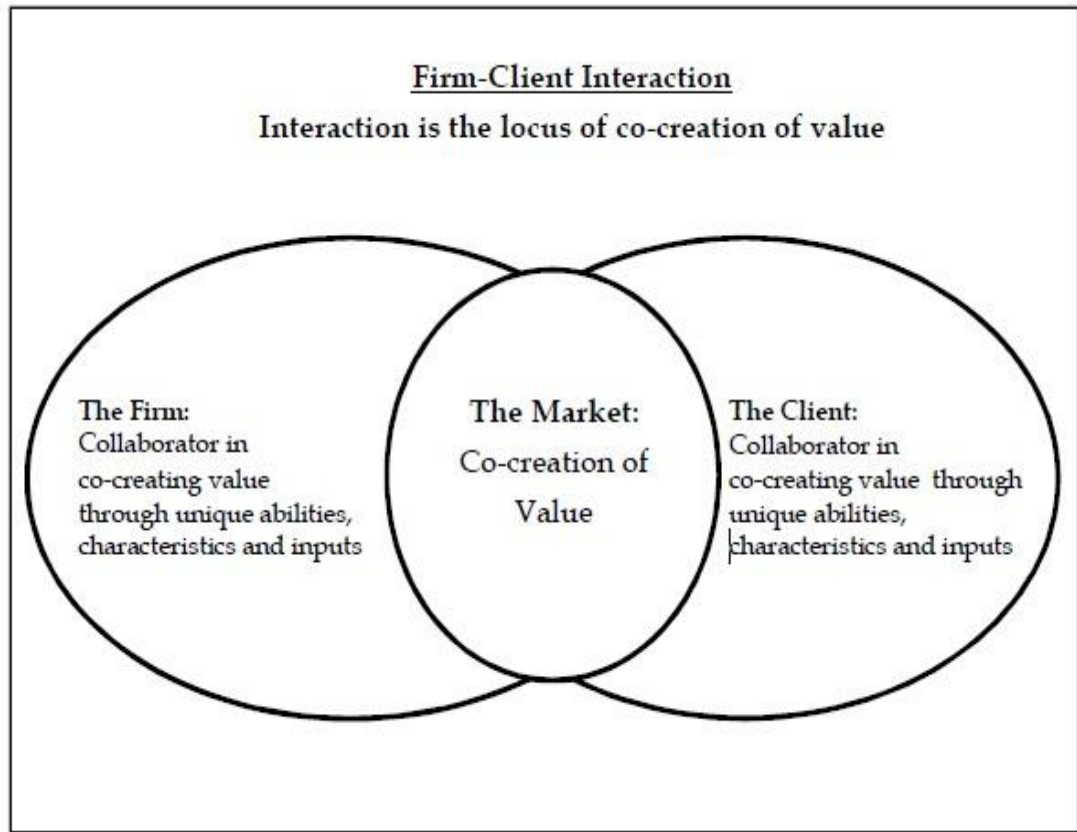 Firm-Client Interaction
Interaction is the locus of co-creation of value
The Firm:
Collaborator in
co-creating value
through unique abilities,
characteristics and inputs
The Market:
Co-creation of
Value
The Client:
Collaborator in
co-creating value through
unique abilities,
characteristics and inputs